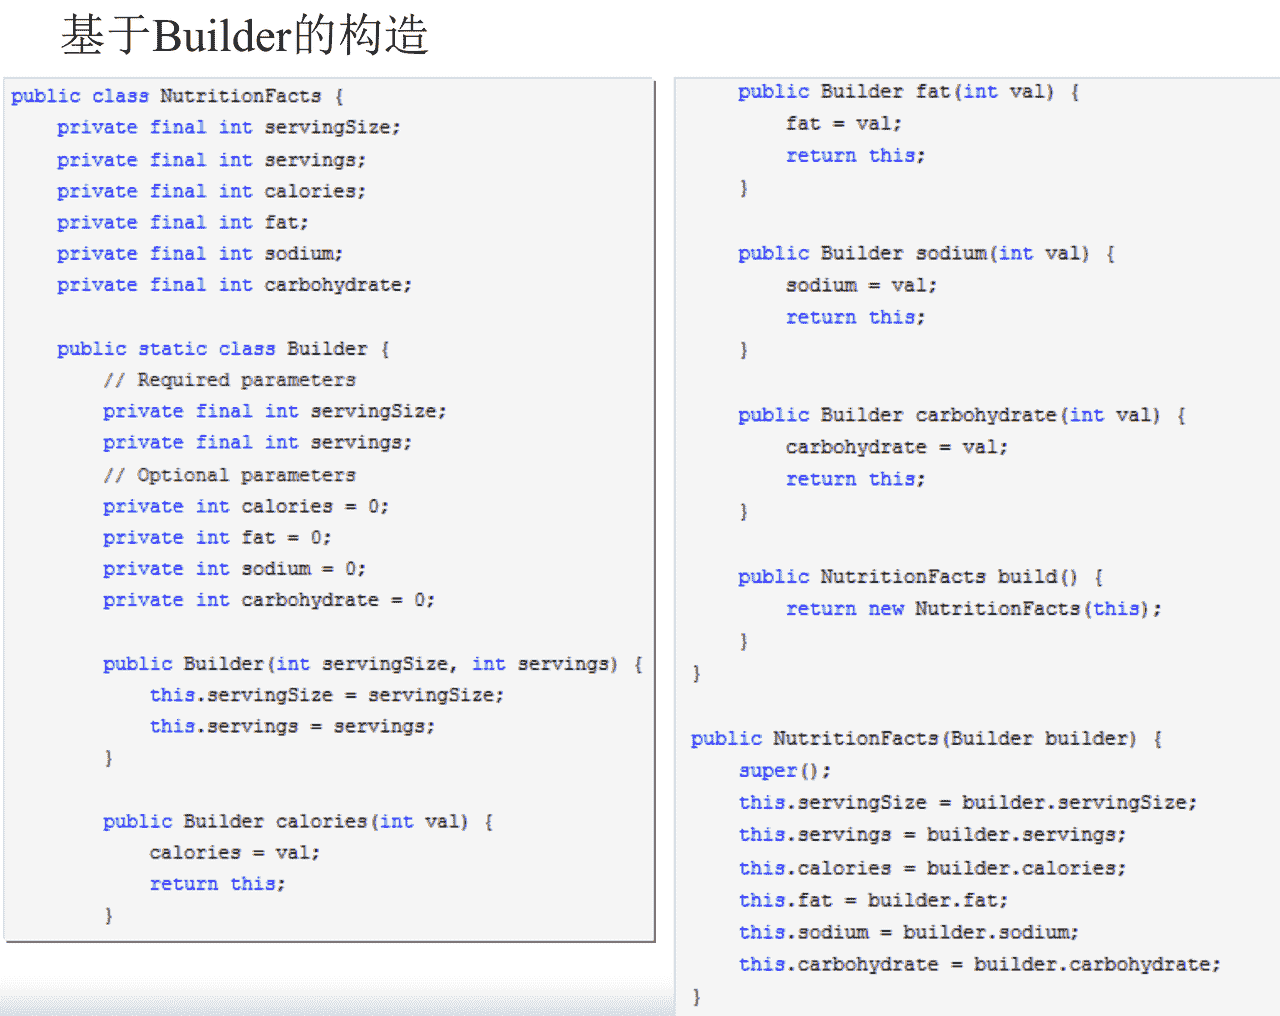 基于Builder的构造
public class NutritionFacts {
private final int servingSize;
private final int servings;
private final int calories;
private final int fat;
private final int sodium;
private final int carbohydrate;
public static class Builder {
// Required parameters
private final int servingSize;
private final int servings;
// Optional parameters
private int calories = 0;
private int fat = 0;
private int sodium = 0;
private int carbohydrate = 0;
public Builder(int servingSize, int servings) {
this.servingSize = servingSize;
this.servings = servings;
}
public Builder calories(int val) {
calories = val;
return this;
}
public Builder fat(int val) {
fat = val;
return this;
}
public Builder sodium(int val) {
sodium = val;
return this;
}
public Builder carbohydrate(int val) {
carbohydrate = val;
return this;
}
public NutritionFacts build() {
return new NutritionFacts(this);
}
}
public NutritionFacts(Builder builder) {
super();
this.servingSize = builder.servingSize;
this.servings = builder.servings;
this.calories = builder.calories;
this.fat = builder.fat;
this.sodium = builder.sodium;
this.carbohydrate = builder.carbohydrate;
}